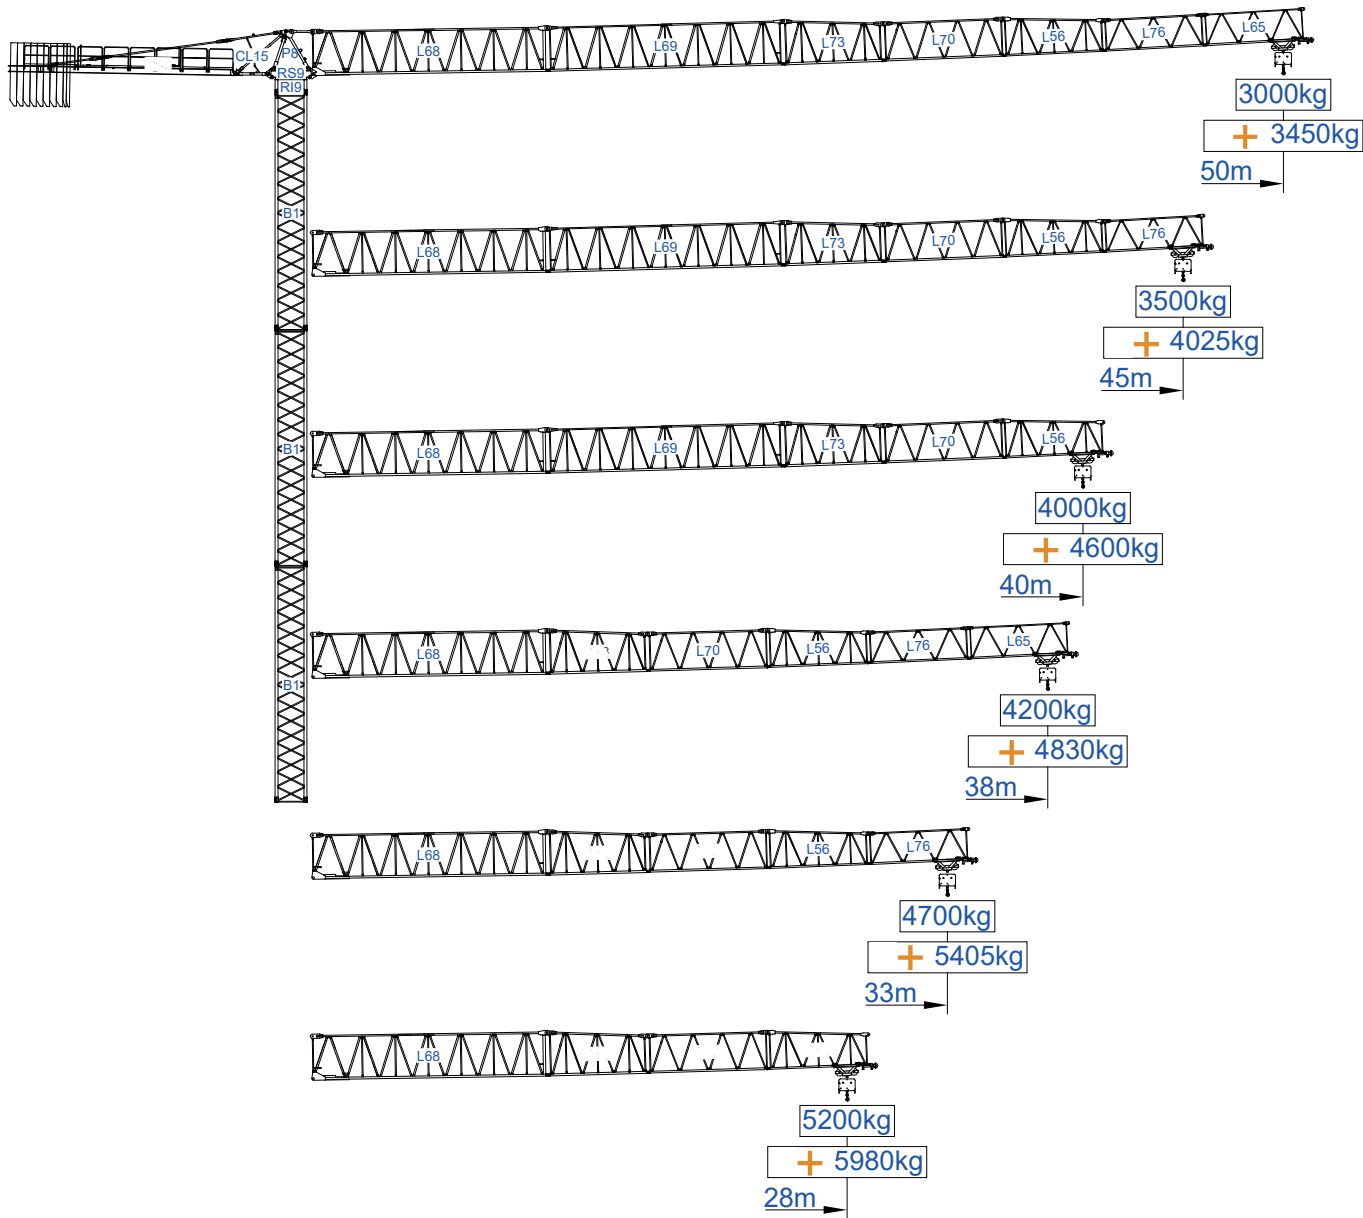 L68 L69 L73 L70 L56 L76 L65
CL15 P8
RS9
RI9
3000kg
+ 3450kg
50m
B1
L68 L69 L73 L70 L56 L76
3500kg
+ 4025kg
45m
B1
L68 L69 L73 L70 L56
4000kg
+ 4600kg
40m
B1
L68 L70 L56 L76 L65
4200kg
+ 4830kg
38m
L68 L56 L76
4700kg
+ 5405kg
33m
L68
5200kg
+ 5980kg
28m